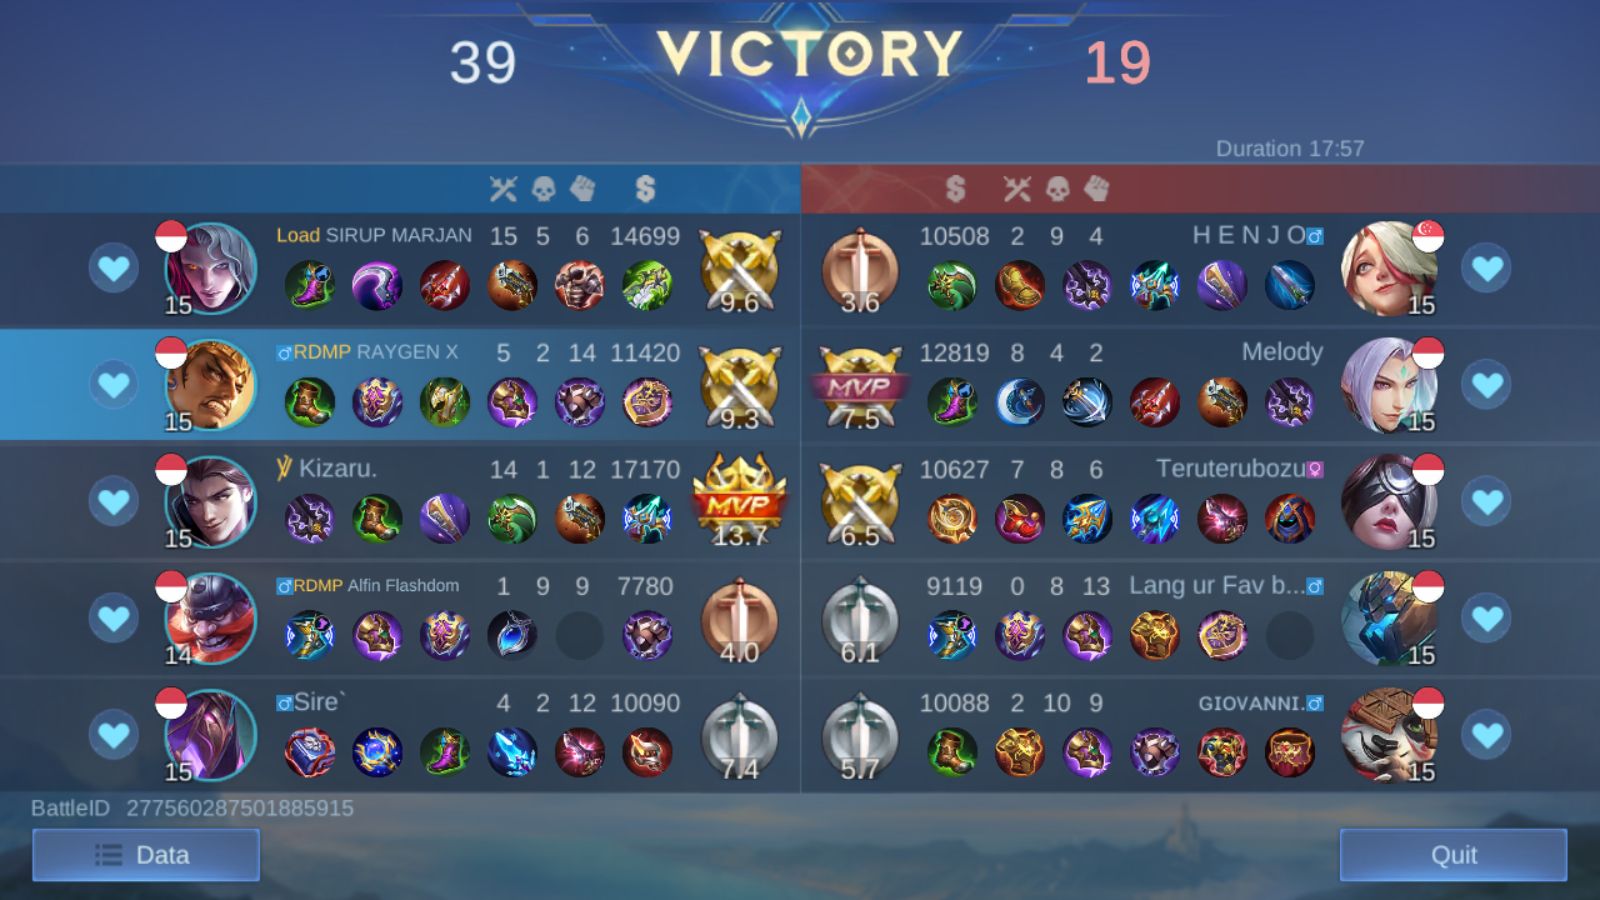 39 VICTORY 19
Duration 17:57
Load SIRUP MARJAN 15 5 6 14699
15 9.6
10508 2 9 4 H E N J O
3.6 15
RDMP RAYGEN X 5 2 14 11420
15 9.3
12819 8 4 2 Melody
MVP
7.5 15
Kizaru. 14 1 12 17170
MVP
15 13.7
10627 7 8 6 Teruterubozu
6.5 15
RDMP Alfin Flashdom 1 9 9 7780
14 4.0
9119 0 8 13 Lang ur Fav b...
6.1 15
Sire` 4 2 12 10090
15 7.4
10088 2 10 9 GIOVANNI.
5.7 15
BattleID 277560287501885915
Data
Quit